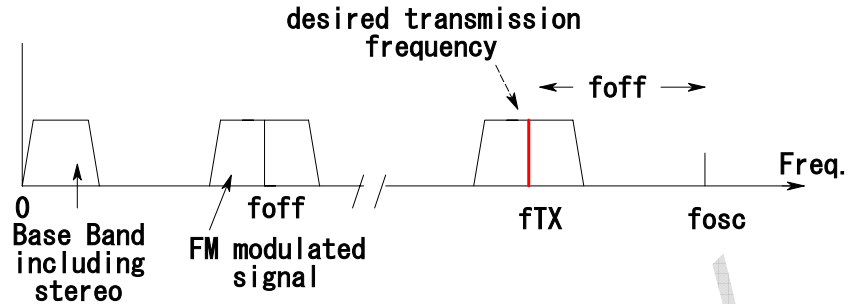 desired transmission
frequency
foff
Freq.
0
foff
fTX
fosc
Base Band
including
stereo
FM modulated
signal